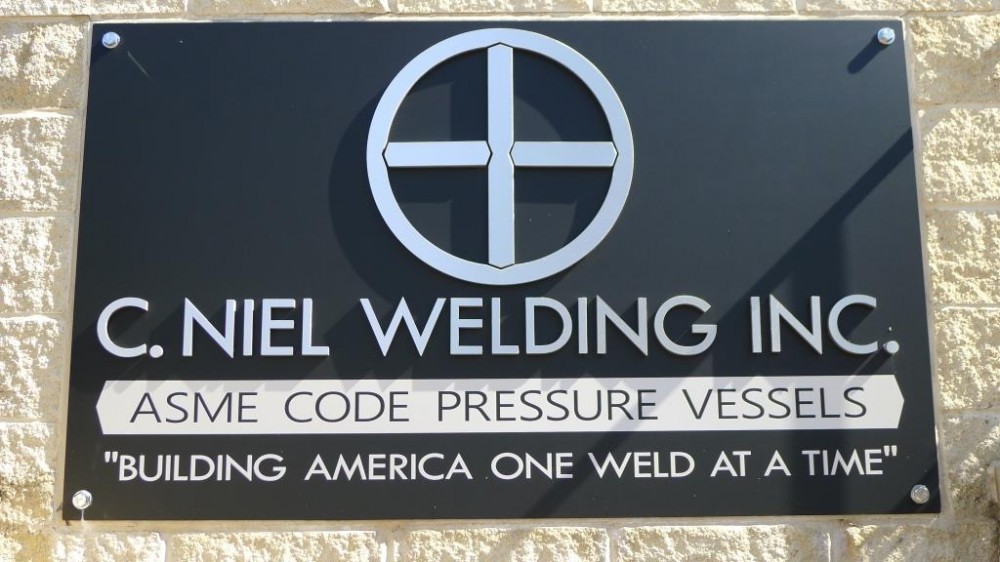 C. NIEL WELDING INC.
ASME CODE PRESSURE VESSELS
"BUILDING AMERICA ONE WELD AT A TIME"